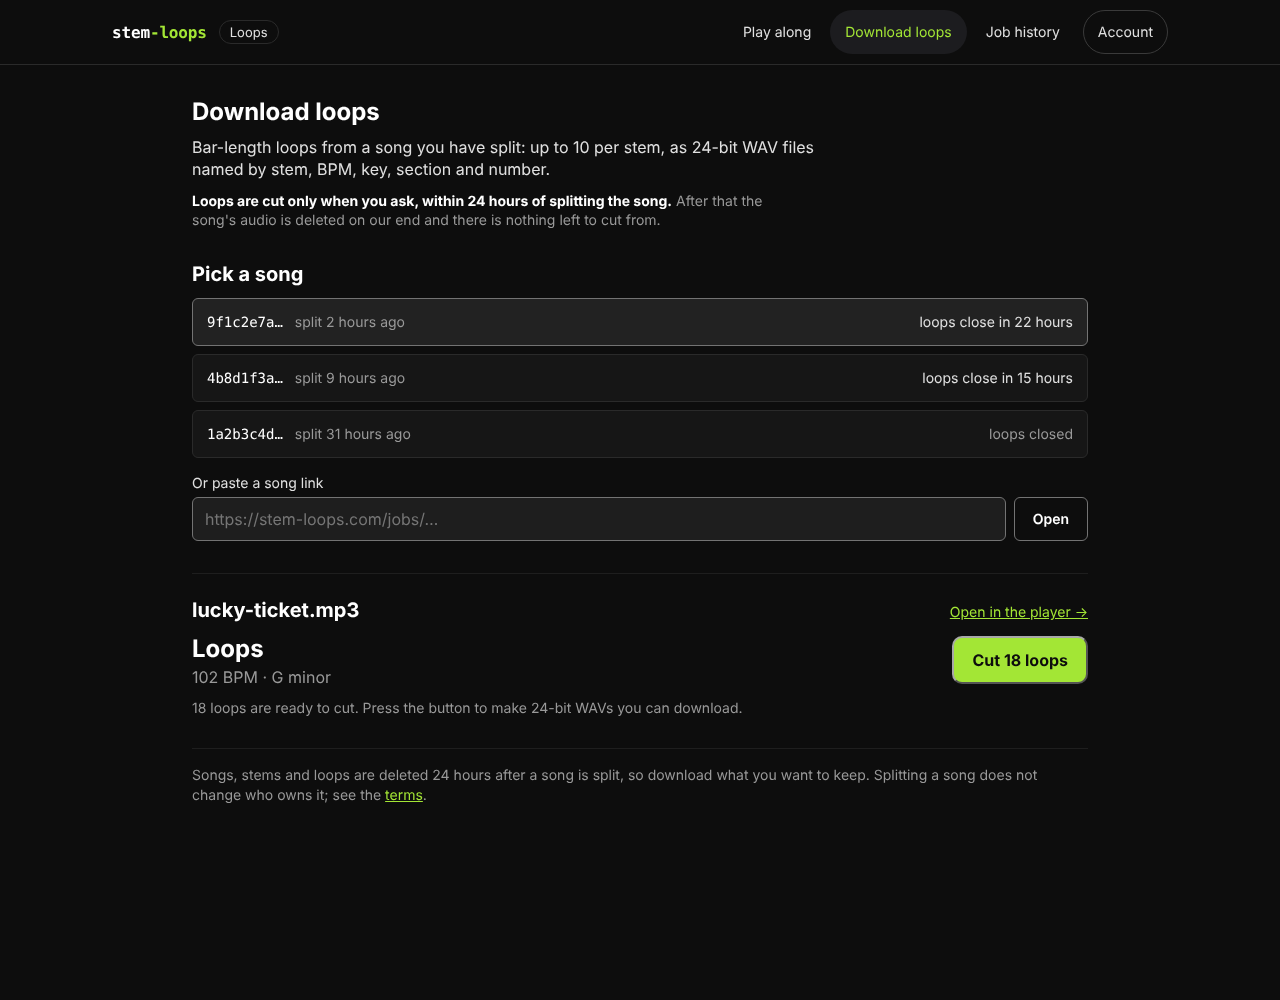 stem-loops Loops Play along Download loops Job history Account
Download loops
Bar-length loops from a song you have split: up to 10 per stem, as 24-bit WAV files
named by stem, BPM, key, section and number.
Loops are cut only when you ask, within 24 hours of splitting the song. After that the
song's audio is deleted on our end and there is nothing left to cut from.
Pick a song
9f1c2e7a… split 2 hours ago loops close in 22 hours
4b8d1f3a… split 9 hours ago loops close in 15 hours
1a2b3c4d… split 31 hours ago loops closed
Or paste a song link
https://stem-loops.com/jobs/… Open
lucky-ticket.mp3 Open in the player →
Loops
102 BPM · G minor Cut 18 loops
18 loops are ready to cut. Press the button to make 24-bit WAVs you can download.
Songs, stems and loops are deleted 24 hours after a song is split, so download what you want to keep. Splitting a song does not
change who owns it; see the terms.